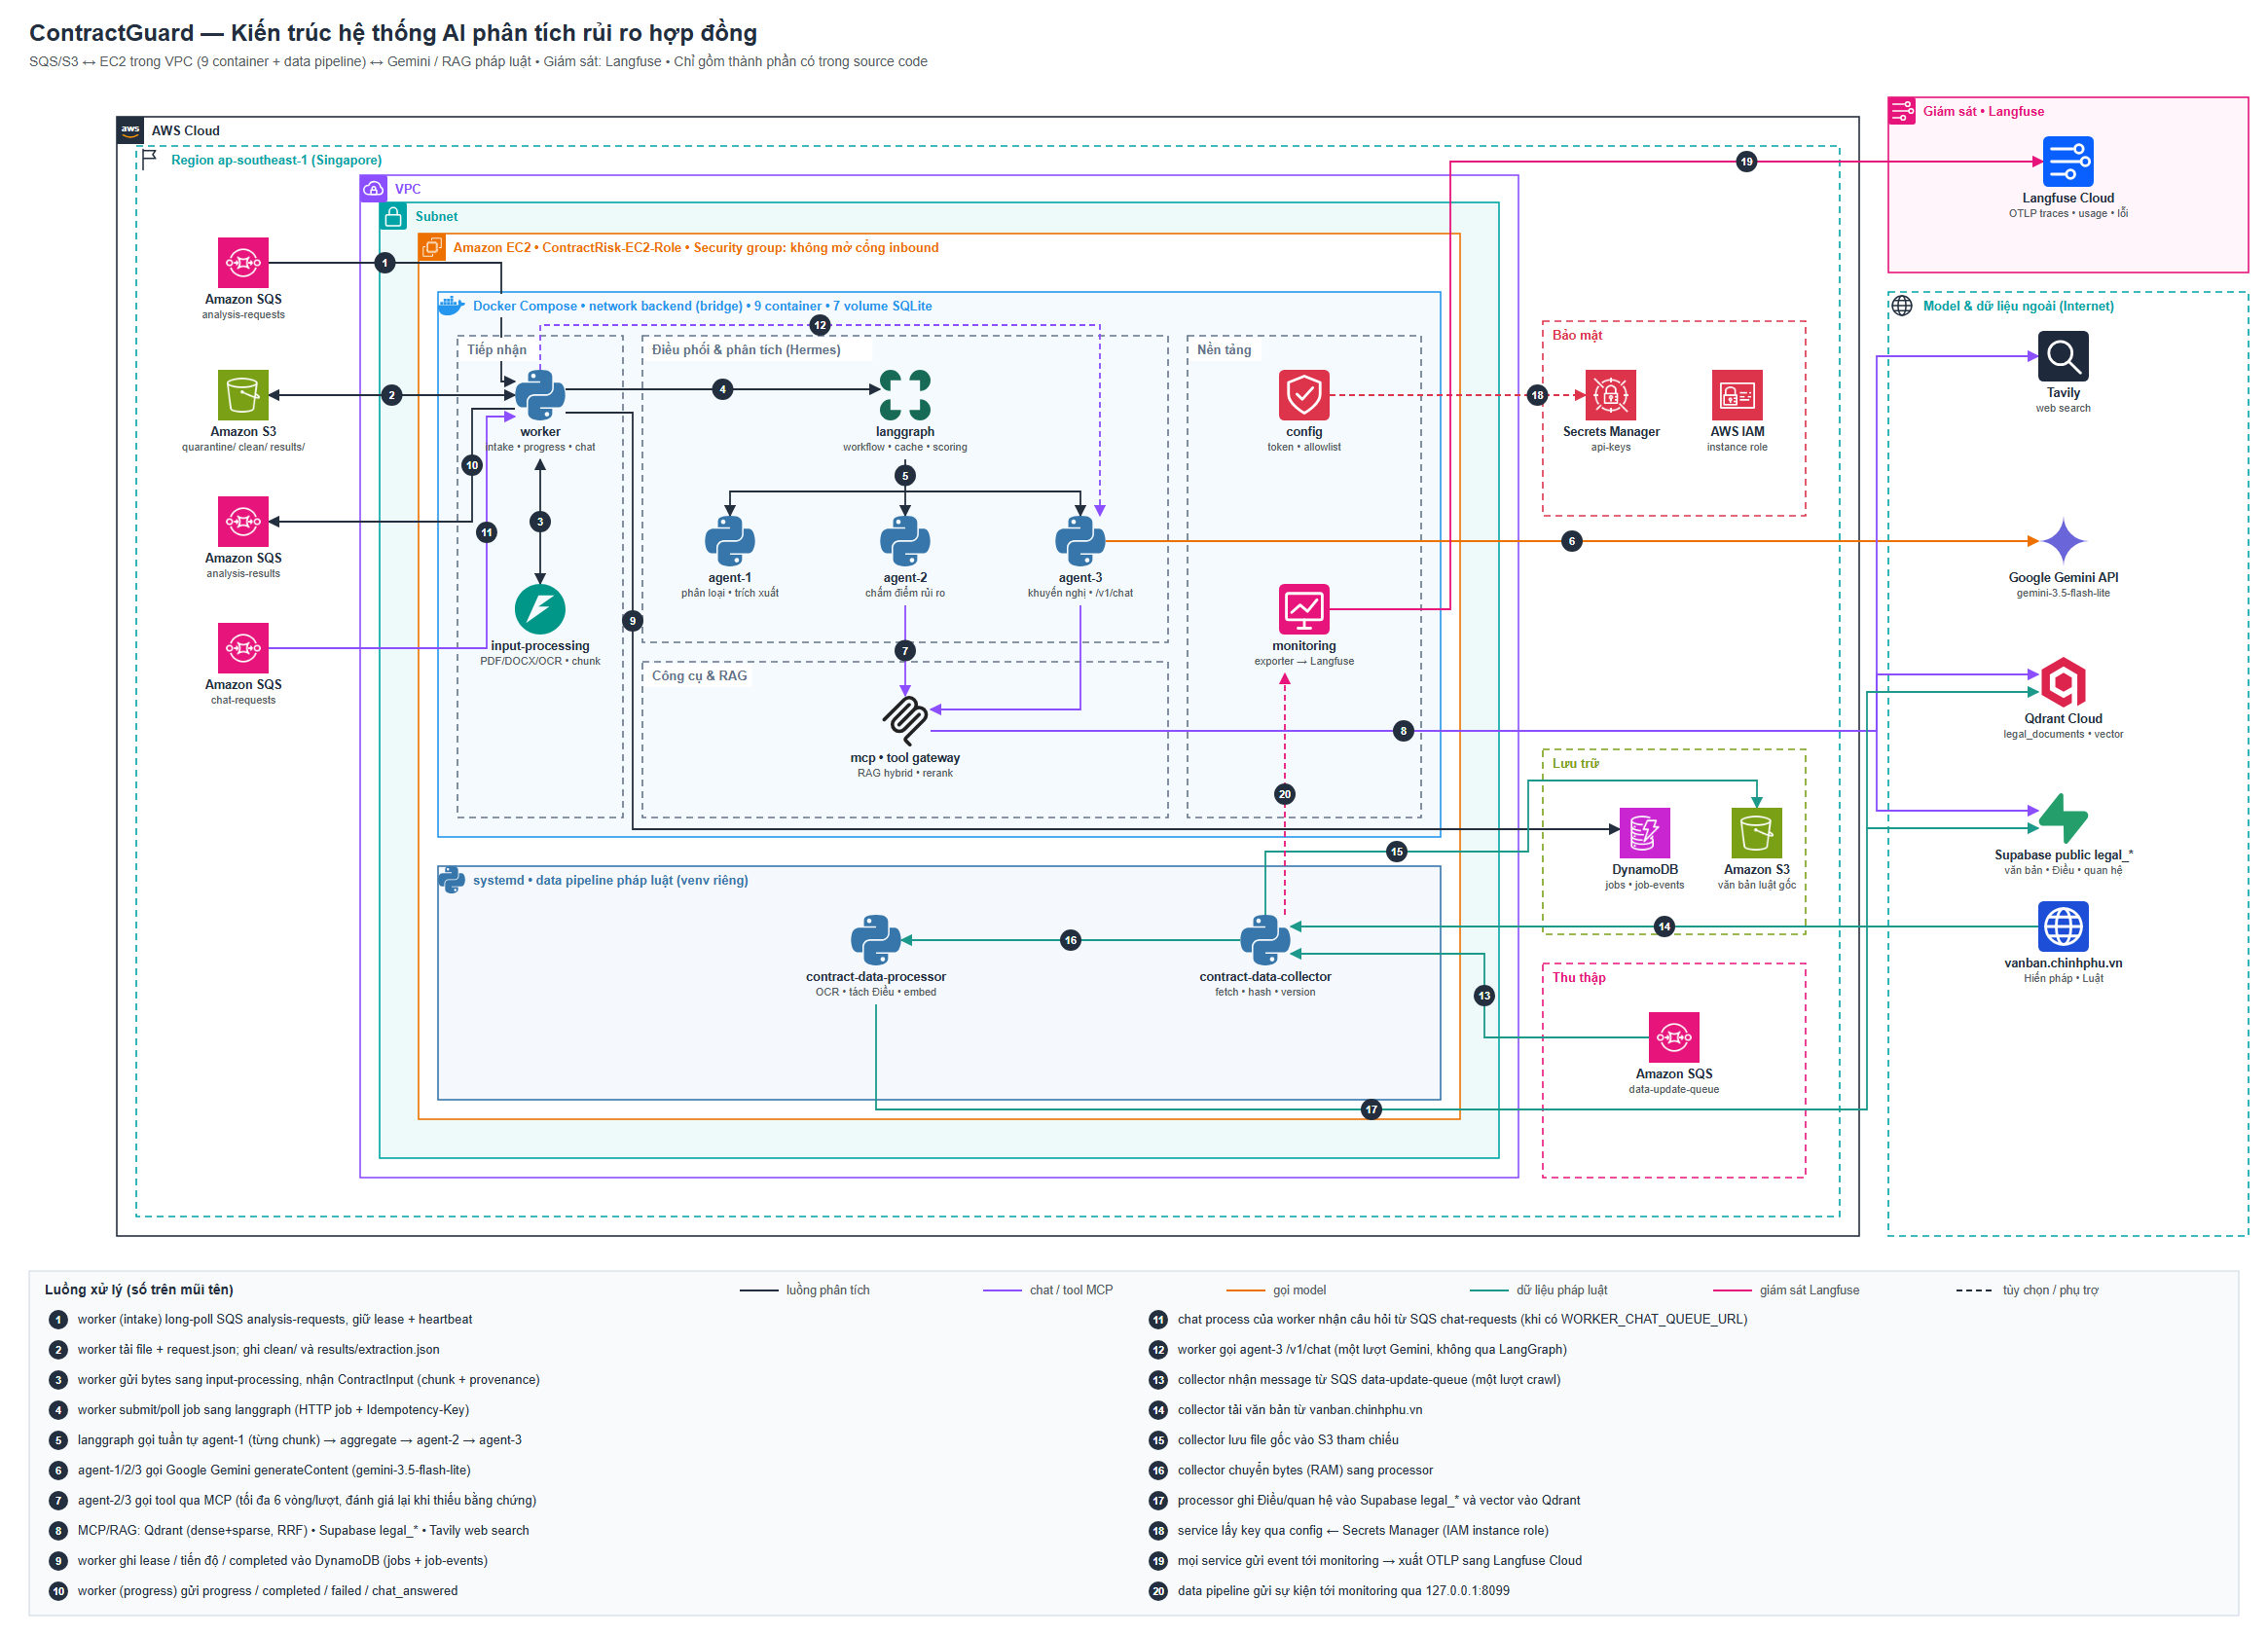 ContractGuard — Kiến trúc hệ thống AI phân tích rủi ro hợp đồng
SQS/S3 ↔ EC2 trong VPC (9 container + data pipeline) ↔ Gemini / RAG pháp luật • Giám sát: Langfuse • Chỉ gồm thành phần có trong source code
aws
AWS Cloud
Region ap-southeast-1 (Singapore)
VPC
Subnet
Amazon EC2 • ContractRisk-EC2-Role • Security group: không mở cổng inbound
Docker Compose • network backend (bridge) • 9 container • 7 volume SQLite
Giám sát • Langfuse
19
Langfuse Cloud
OTLP traces • usage • lỗi
Amazon SQS
analysis-requests
1
Amazon S3
quarantine/ clean/ results/
2
Amazon SQS
analysis-results
10
Amazon SQS
chat-requests
11
Tiếp nhận
worker
intake • progress • chat
3
input-processing
PDF/DOCX/OCR • chunk
12
Điều phối & phân tích (Hermes)
4
langgraph
workflow • cache • scoring
5
agent-1
phân loại • trích xuất
agent-2
chấm điểm rủi ro
agent-3
khuyến nghị • /v1/chat
9
7
Công cụ & RAG
mcp • tool gateway
RAG hybrid • rerank
Nền tảng
config
token • allowlist
monitoring
exporter → Langfuse
20
18
6
8
Bảo mật
Secrets Manager
api-keys
AWS IAM
instance role
Lưu trữ
DynamoDB
jobs • job-events
Amazon S3
văn bản luật gốc
15
14
Thu thập
Amazon SQS
data-update-queue
13
systemd • data pipeline pháp luật (venv riêng)
contract-data-processor
OCR • tách Điều • embed
16
contract-data-collector
fetch • hash • version
17
Model & dữ liệu ngoài (Internet)
Tavily
web search
Google Gemini API
gemini-3.5-flash-lite
Qdrant Cloud
legal_documents • vector
Supabase public legal_*
văn bản • Điều • quan hệ
vanban.chinhphu.vn
Hiến pháp • Luật
Luồng xử lý (số trên mũi tên)
luồng phân tích
chat / tool MCP
gọi model
dữ liệu pháp luật
giám sát Langfuse
tùy chọn / phụ trợ
1 worker (intake) long-poll SQS analysis-requests, giữ lease + heartbeat
2 worker tải file + request.json; ghi clean/ và results/extraction.json
3 worker gửi bytes sang input-processing, nhận ContractInput (chunk + provenance)
4 worker submit/poll job sang langgraph (HTTP job + Idempotency-Key)
5 langgraph gọi tuần tự agent-1 (từng chunk) → aggregate → agent-2 → agent-3
6 agent-1/2/3 gọi Google Gemini generateContent (gemini-3.5-flash-lite)
7 agent-2/3 gọi tool qua MCP (tối đa 6 vòng/lượt, đánh giá lại khi thiếu bằng chứng)
8 MCP/RAG: Qdrant (dense+sparse, RRF) • Supabase legal_* • Tavily web search
9 worker ghi lease / tiến độ / completed vào DynamoDB (jobs + job-events)
10 worker (progress) gửi progress / completed / failed / chat_answered
11 chat process của worker nhận câu hỏi từ SQS chat-requests (khi có WORKER_CHAT_QUEUE_URL)
12 worker gọi agent-3 /v1/chat (một lượt Gemini, không qua LangGraph)
13 collector nhận message từ SQS data-update-queue (một lượt crawl)
14 collector tải văn bản từ vanban.chinhphu.vn
15 collector lưu file gốc vào S3 tham chiếu
16 collector chuyển bytes (RAM) sang processor
17 processor ghi Điều/quan hệ vào Supabase legal_* và vector vào Qdrant
18 service lấy key qua config ← Secrets Manager (IAM instance role)
19 mọi service gửi event tới monitoring → xuất OTLP sang Langfuse Cloud
20 data pipeline gửi sự kiện tới monitoring qua 127.0.0.1:8099